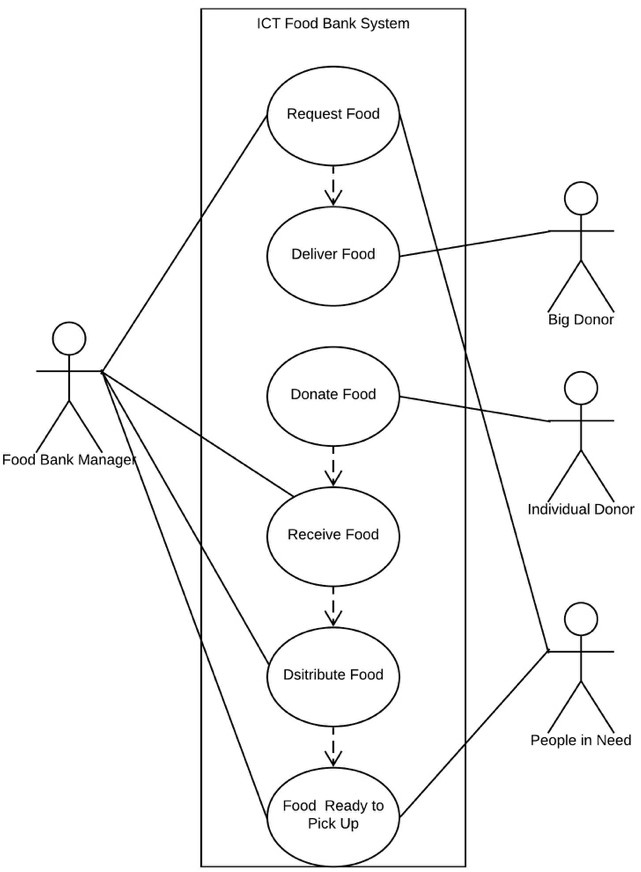 ICT Food Bank System
Request Food
Deliver Food
Big Donor
Donate Food
Food Bank Manager
Individual Donor
Receive Food
Dsitribute Food
People in Need
Food Ready to
Pick Up